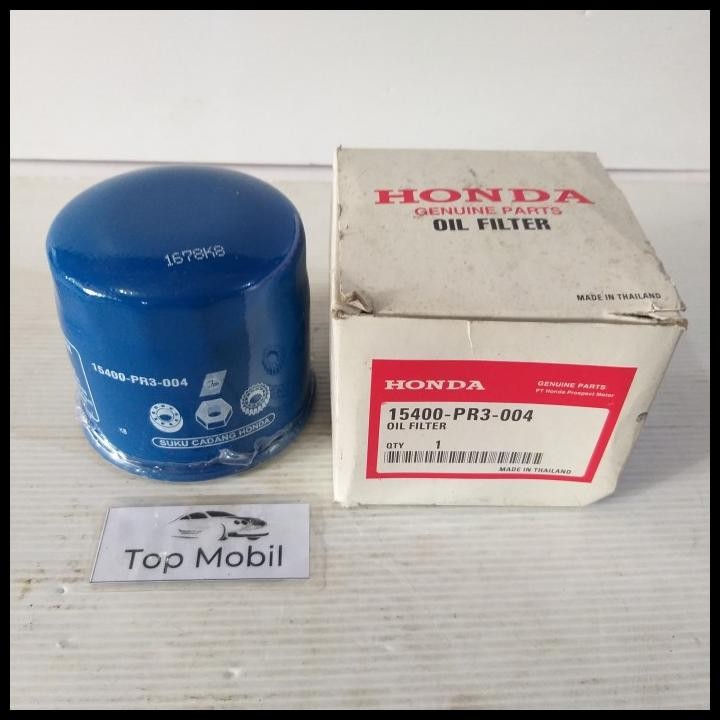 HONDA
GENUINE PARTS
OIL FILTER
MADE IN THAILAND
1678K8
15400-PR3-004
SUKU CADANG HONDA
HONDA
GENUINE PARTS
PT Honda Prospect Motor
15400-PR3-004
OIL FILTER
QTY 1
MADE IN THAILAND
Top Mobil